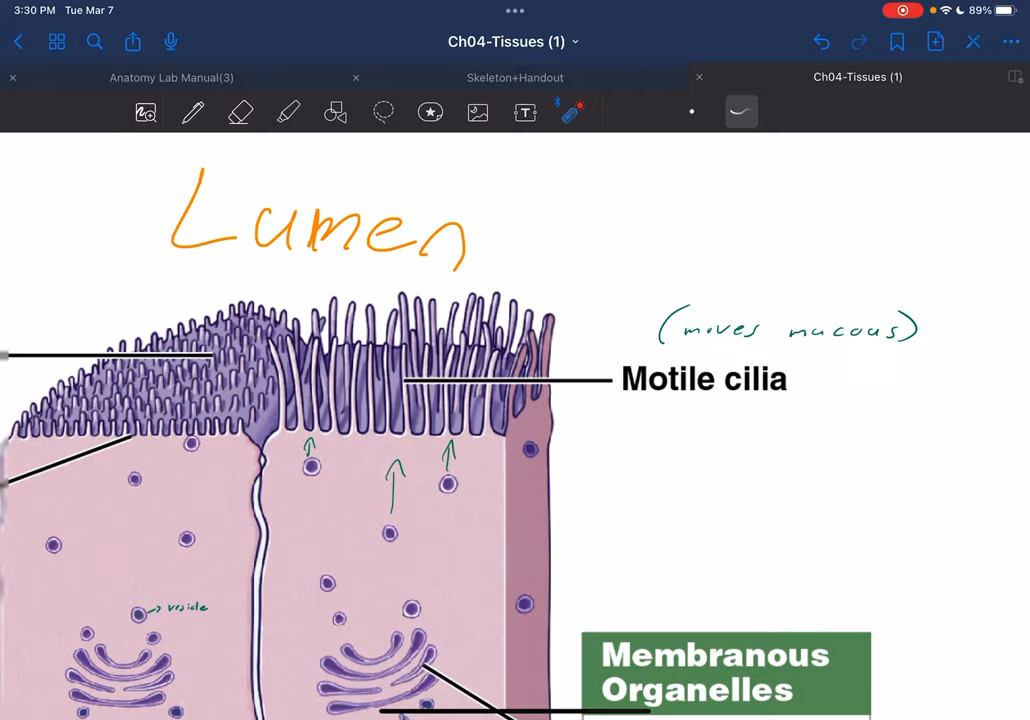 3:30 PM Tue Mar 7
89%
Ch04-Tissues (1)
Anatomy Lab Manual(3)
Skeleton+Handout
Ch04-Tissues (1)
T
Lumen
(moves mucous)
Motile cilia
→ vesicle
Membranous
Organelles